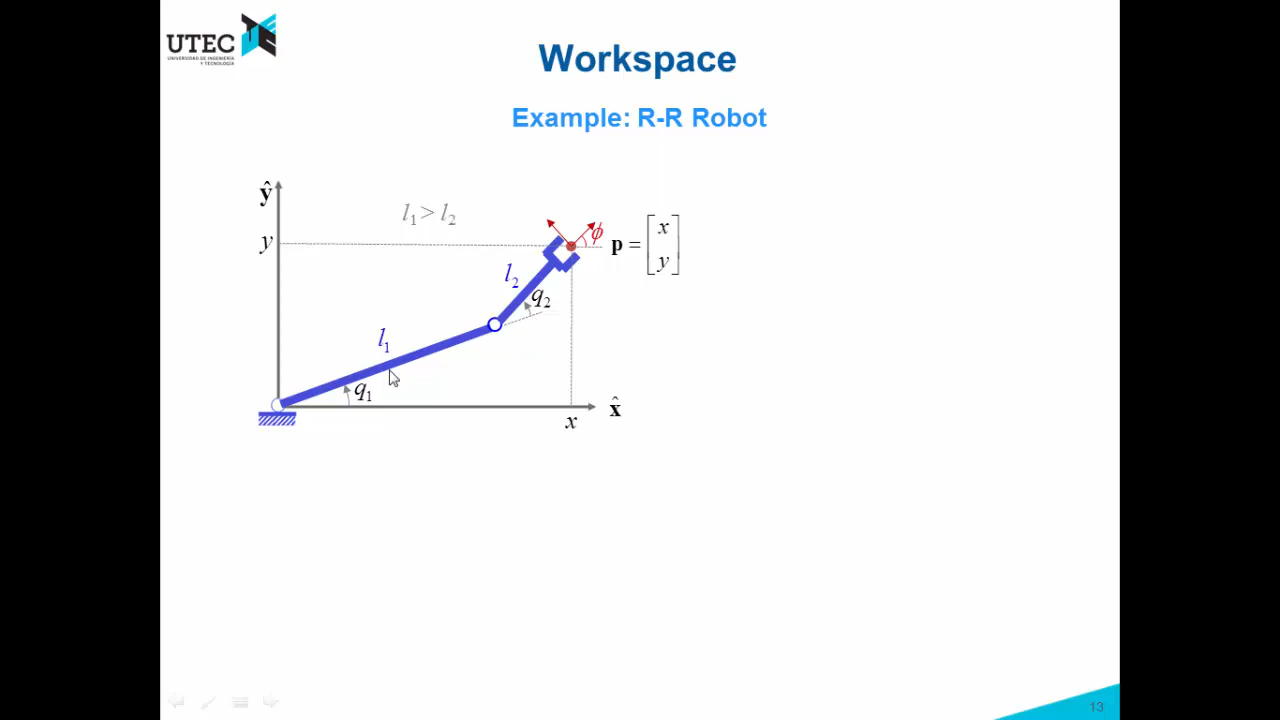 UTEC
UNIVERSIDAD DE INGENIERÍA
Y TECNOLOGÍA
Workspace
Example: R-R Robot
ŷ
l₁ > l₂
y
ϕ
p = [x
y]
l₂
q₂
l₁
q₁
x̂
x
13